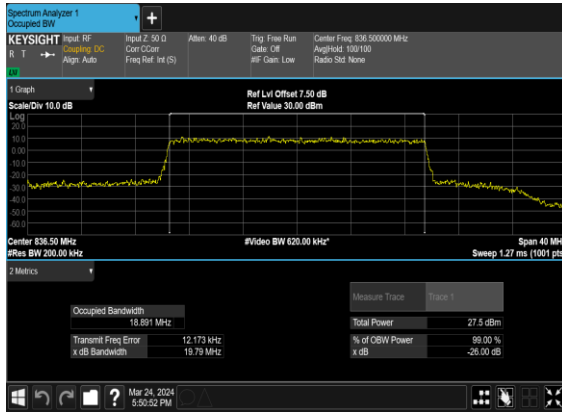 Spectrum Analyzer 1
Occupied BW
+
KEYSIGHT Input: RF Input Z: 50 Ω Atten: 40 dB Trig: Free Run Center Freq: 836.500000 MHz
R T Coupling: DC Corr CCorr Gate: Off Avg|Hold: 100/100
Align: Auto Freq Ref: Int (S) #IF Gain: Low Radio Std: None
LW
1 Graph Ref Lvl Offset 7.50 dB
Scale/Div 10.0 dB Ref Value 30.00 dBm
Log
20.0
10.0
0.00
-10.0
-20.0
-30.0
-40.0
-50.0
-60.0
Center 836.50 MHz #Video BW 620.00 kHz* Span 40 MH
#Res BW 200.00 kHz Sweep 1.27 ms (1001 pts
2 Metrics
Measure Trace Trace 1
Occupied Bandwidth
18.891 MHz Total Power 27.5 dBm
Transmit Freq Error 12.173 kHz % of OBW Power 99.00 %
x dB Bandwidth 19.79 MHz x dB -26.00 dB
? Mar 24, 2024
5:50:52 PM